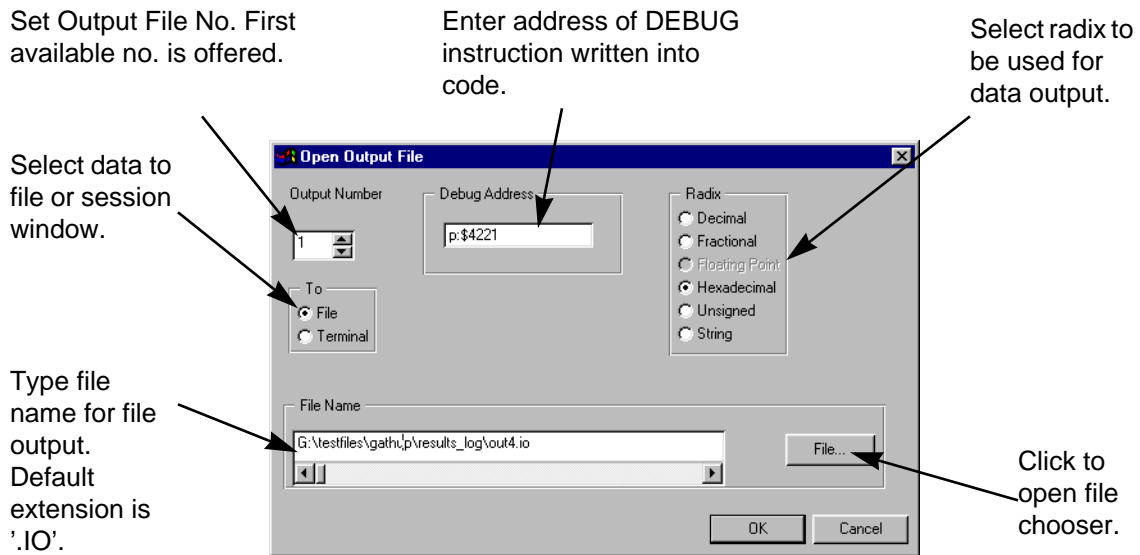 Set Output File No. First
available no. is offered.
Enter address of DEBUG
instruction written into
code.
Select radix to
be used for
data output.
Select data to
file or session
window.
Open Output File
Output Number
1
Debug Address
p:$4221
Radix
Decimal
Fractional
Floating Point
Hexadecimal
Unsigned
String
To
File
Terminal
Type file
name for file
output.
Default
extension is
’.IO’.
File Name
G:\testfiles\gathup\results_log\out4.io
File...
Click to
open file
chooser.
OK
Cancel